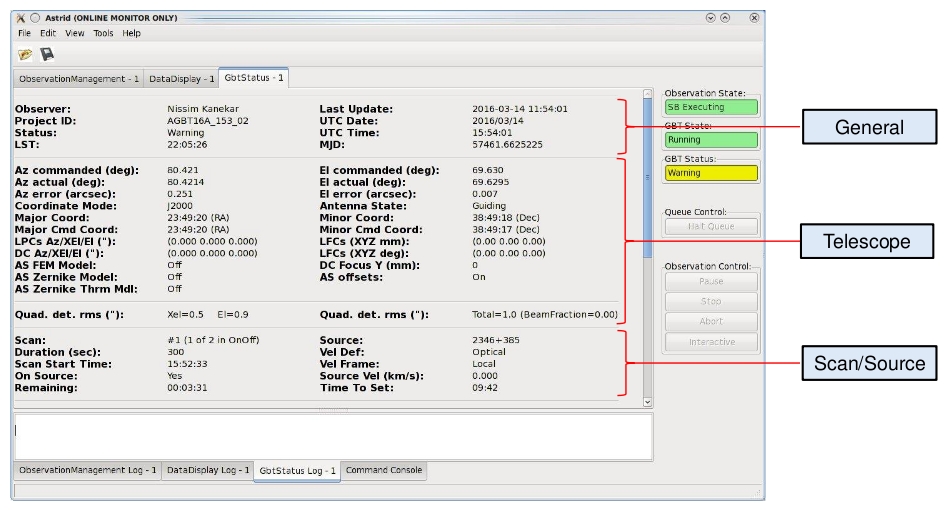 Astrid (ONLINE MONITOR ONLY)
File Edit View Tools Help
ObservationManagement - 1 DataDisplay - 1 GbtStatus - 1
Observer: Nissim Kanekar Last Update: 2016-03-14 11:54:01
Project ID: AGBT16A_153_02 UTC Date: 2016/03/14
Status: Warning UTC Time: 15:54:01
LST: 22:05:26 MJD: 57461.6625225
Az commanded (deg): 80.421 El commanded (deg): 69.630
Az actual (deg): 80.4214 El actual (deg): 69.6295
Az error (arcsec): 0.251 El error (arcsec): 0.007
Coordinate Mode: J2000 Antenna State: Guiding
Major Coord: 23:49:20 (RA) Minor Coord: 38:49:18 (Dec)
Major Cmd Coord: 23:49:20 (RA) Minor Cmd Coord: 38:49:17 (Dec)
LPCs Az/XEl/El ("): (0.000 0.000 0.000) LFCs (XYZ mm): (0.00 0.00 0.00)
DC Az/XEl/El ("): (0.000 0.000 0.000) LFCs (XYZ deg): (0.00 0.00 0.00)
AS FEM Model: Off DC Focus Y (mm): 0
AS Zernike Model: Off AS offsets: On
AS Zernike Thrm Mdl: Off
Quad. det. rms ("): Xel=0.5 El=0.9 Quad. det. rms ("): Total=1.0 (BeamFraction=0.00)
Scan: #1 (1 of 2 in OnOff) Source: 2346+385
Duration (sec): 300 Vel Def: Optical
Scan Start Time: 15:52:33 Vel Frame: Local
On Source: Yes Source Vel (km/s): 0.000
Remaining: 00:03:31 Time To Set: 09:42
ObservationManagement Log - 1 DataDisplay Log - 1 GbtStatus Log - 1 Command Console
Observation State:
SB Executing
GBT State:
Running
GBT Status:
Warning
Queue Control:
Halt Queue
Observation Control:
Pause
Stop
Abort
Interactive
General
Telescope
Scan/Source